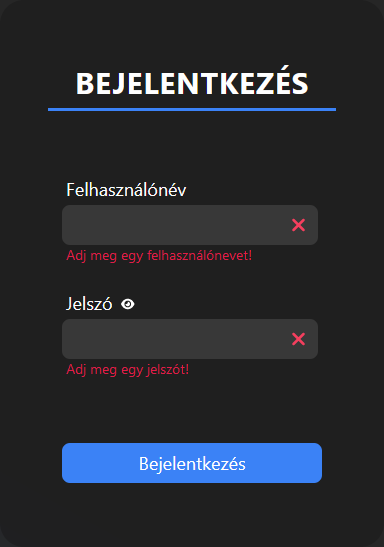 BEJELENTKEZÉS
Felhasználónév
Adj meg egy felhasználónevet!
Jelszó
Adj meg egy jelszót!
Bejelentkezés